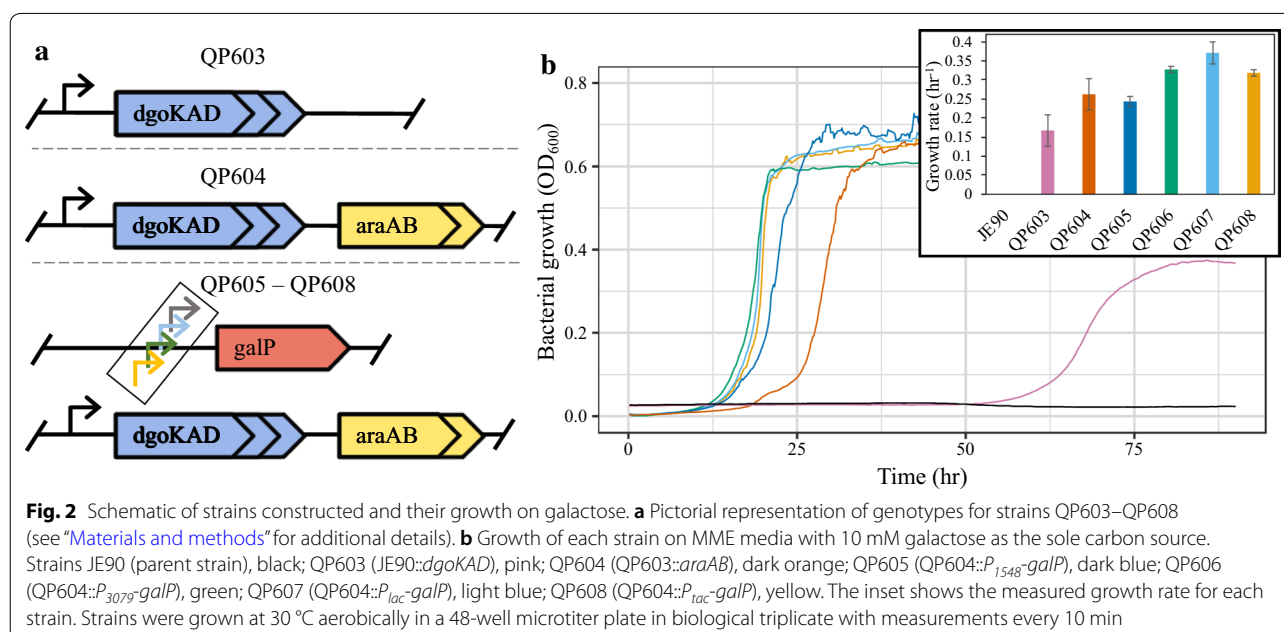 a
QP603
dgoKAD
QP604
dgoKAD araAB
QP605 – QP608
galP
dgoKAD araAB
b
Bacterial growth (OD600)
0.8
0.6
0.4
0.2
0.0
0 25 50 75
Time (hr)
Growth rate (hr⁻¹)
0.4
0.35
0.3
0.25
0.2
0.15
0.1
0.05
0
JE90 QP603 QP604 QP605 QP606 QP607 QP608
Fig. 2 Schematic of strains constructed and their growth on galactose. a Pictorial representation of genotypes for strains QP603–QP608
(see "Materials and methods" for additional details). b Growth of each strain on MME media with 10 mM galactose as the sole carbon source.
Strains JE90 (parent strain), black; QP603 (JE90::dgoKAD), pink; QP604 (QP603::araAB), dark orange; QP605 (QP604::P1548-galP), dark blue; QP606
(QP604::P3079-galP), green; QP607 (QP604::Plac-galP), light blue; QP608 (QP604::Ptac-galP), yellow. The inset shows the measured growth rate for each
strain. Strains were grown at 30 °C aerobically in a 48-well microtiter plate in biological triplicate with measurements every 10 min